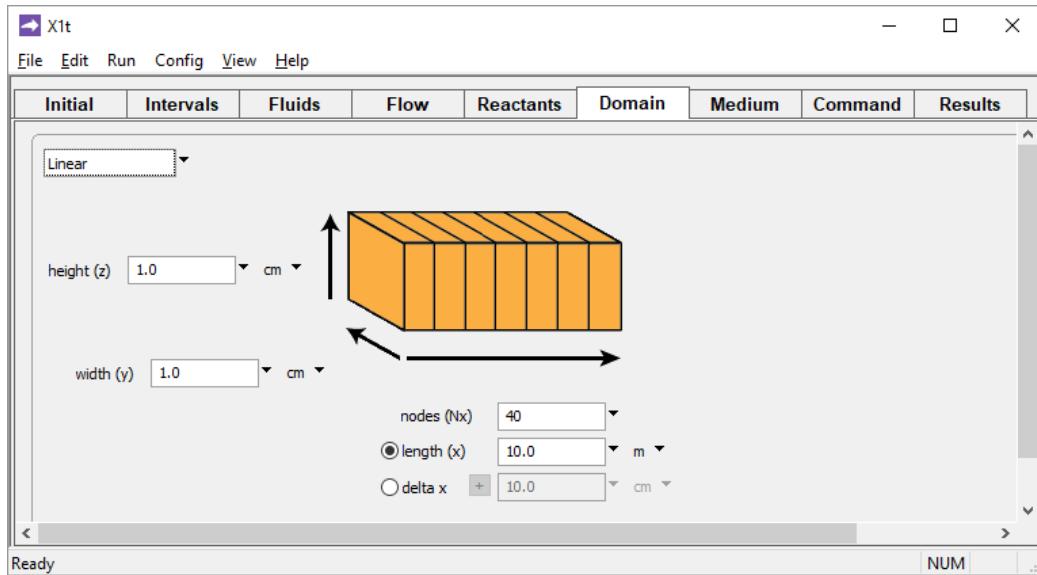 X1t
File Edit Run Config View Help
Initial Intervals Fluids Flow Reactants Domain Medium Command Results
Linear
height (z) 1.0 cm
width (y) 1.0 cm
nodes (Nx) 40
length (x) 10.0 m
delta x + 10.0 cm
Ready NUM